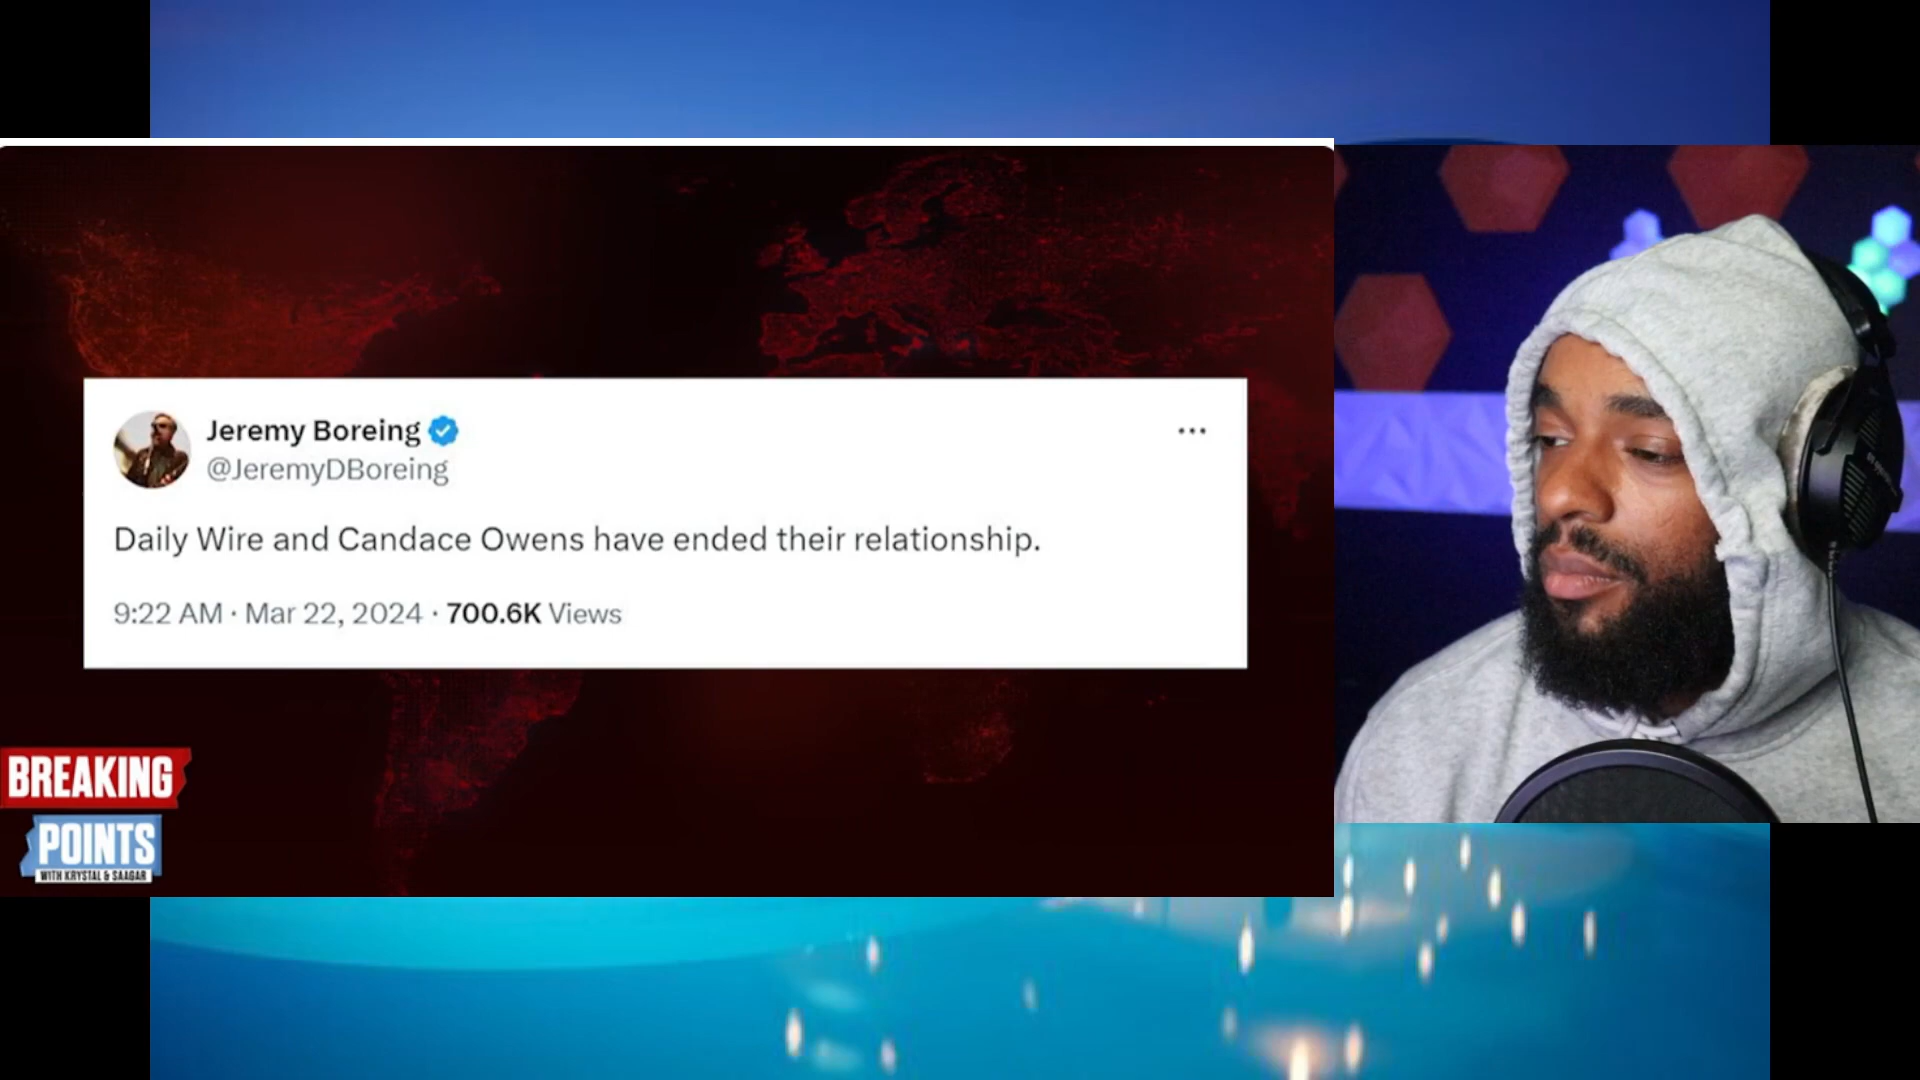 Jeremy Boreing
@JeremyDBoreing
Daily Wire and Candace Owens have ended their relationship.
9:22 AM · Mar 22, 2024 · 700.6K Views
BREAKING
POINTS
WITH KRYSTAL & SAAGAR